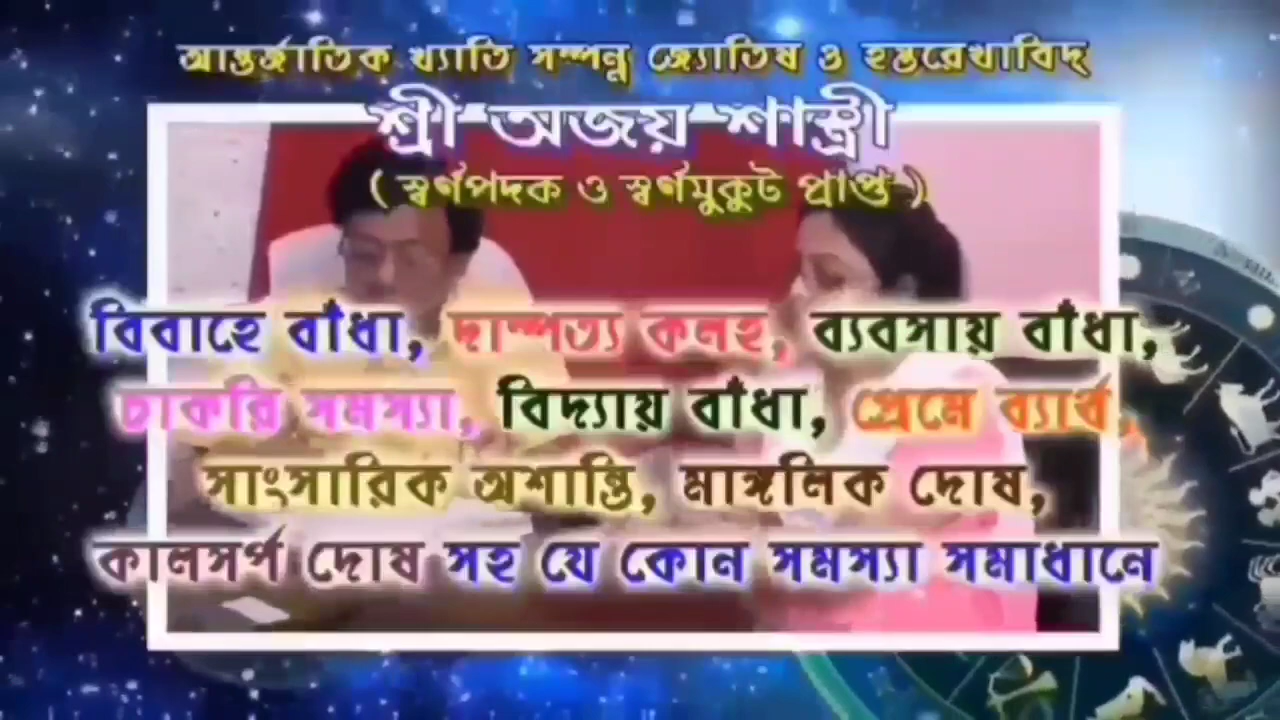 আন্তর্জাতিক খ্যাতি সম্পন্ন জ্যোতিষ ও হস্তরেখাবিদ্
শ্রী অজয় শাস্ত্রী
( স্বর্ণপদক ও স্বর্ণমুকুট প্রাপ্ত )
বিবাহে বাঁধা, দাম্পত্য কলহ, ব্যবসায় বাঁধা,
চাকরি সমস্যা, বিদ্যায় বাঁধা, প্রেমে ব্যার্থ,
সাংসারিক অশান্তি, মাঙ্গলিক দোষ,
কালসর্প দোষ সহ যে কোন সমস্যা সমাধানে